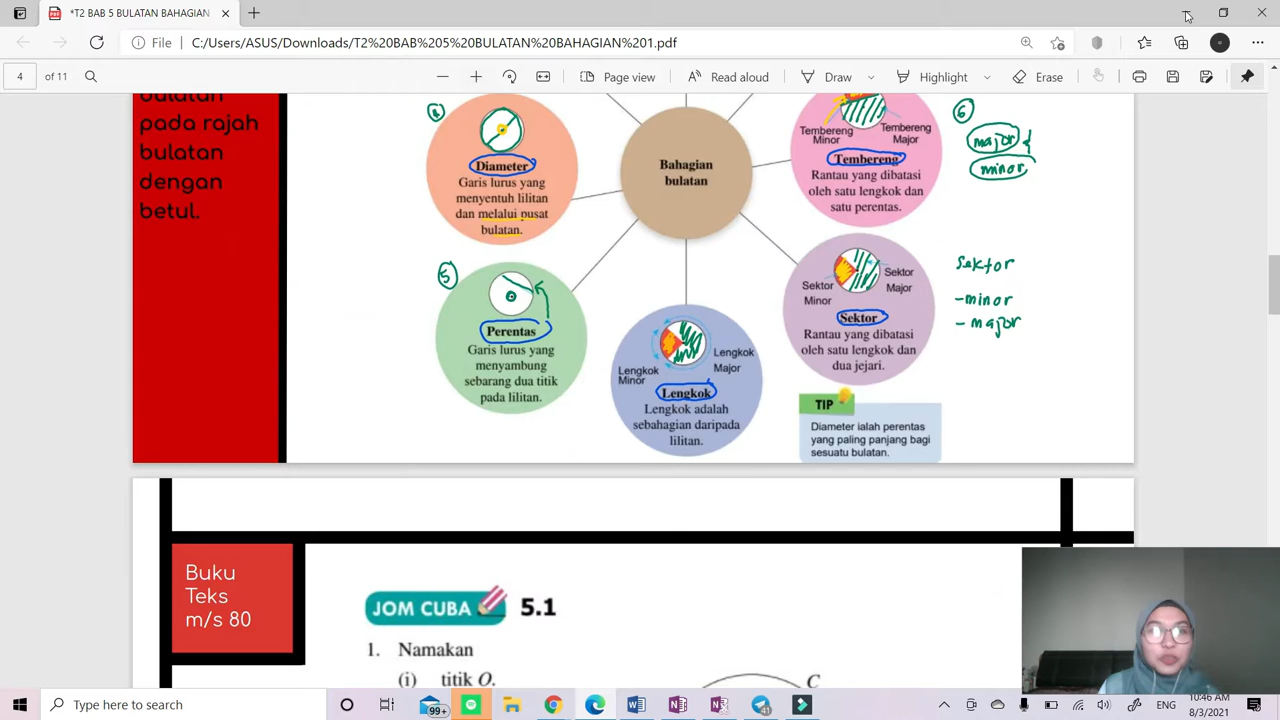 *T2 BAB 5 BULATAN BAHAGIAN
File
C:/Users/ASUS/Downloads/T2%20BAB%205%20BULATAN%20BAHAGIAN%201.pdf
4
of 11
Page view
Read aloud
Draw
Highlight
Erase
bulatan
pada rajah
bulatan
dengan
betul.
Diameter
Garis lurus yang
menyentuh lilitan
dan melalui pusat
bulatan.
Bahagian
bulatan
Tembereng
Minor
Tembereng
Major
Tembereng
Rantau yang dibatasi
oleh satu lengkok dan
satu perentas.
6
major
minor
5
Perentas
Garis lurus yang
menyambung
sebarang dua titik
pada lilitan.
Lengkok
Minor
Lengkok
Major
Lengkok
Lengkok adalah
sebahagian daripada
lilitan.
Sektor
Minor
Sektor
Major
Sektor
Rantau yang dibatasi
oleh satu lengkok dan
dua jejari.
Sektor
-minor
- major
TIP
Diameter ialah perentas
yang paling panjang bagi
sesuatu bulatan.
Buku
Teks
m/s 80
JOM CUBA 5.1
1. Namakan
(i) titik O.
C
Type here to search
99+
41
ENG
10:46 AM
8/3/2021